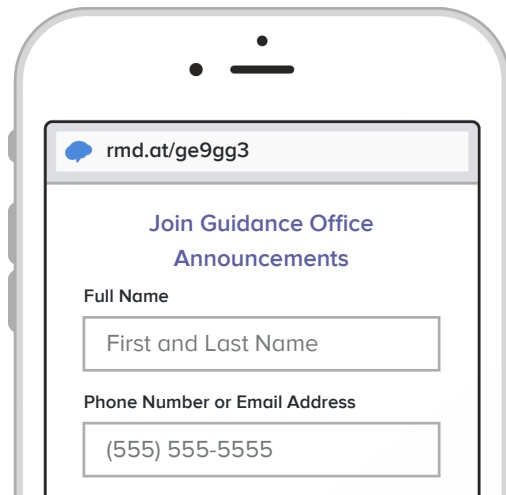 rmd.at/ge9gg3
Join Guidance Office
Announcements
Full Name
First and Last Name
Phone Number or Email Address
(555) 555-5555